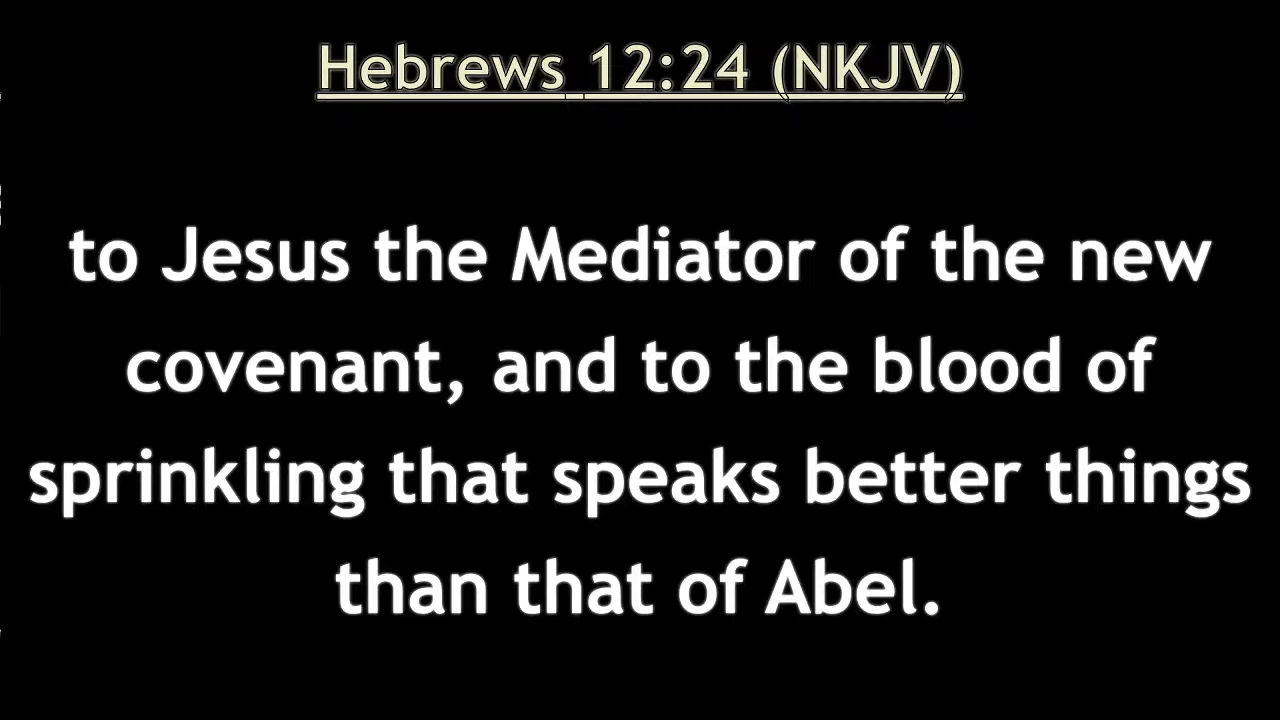 Hebrews 12:24 (NKJV)
to Jesus the Mediator of the new
covenant, and to the blood of
sprinkling that speaks better things
than that of Abel.